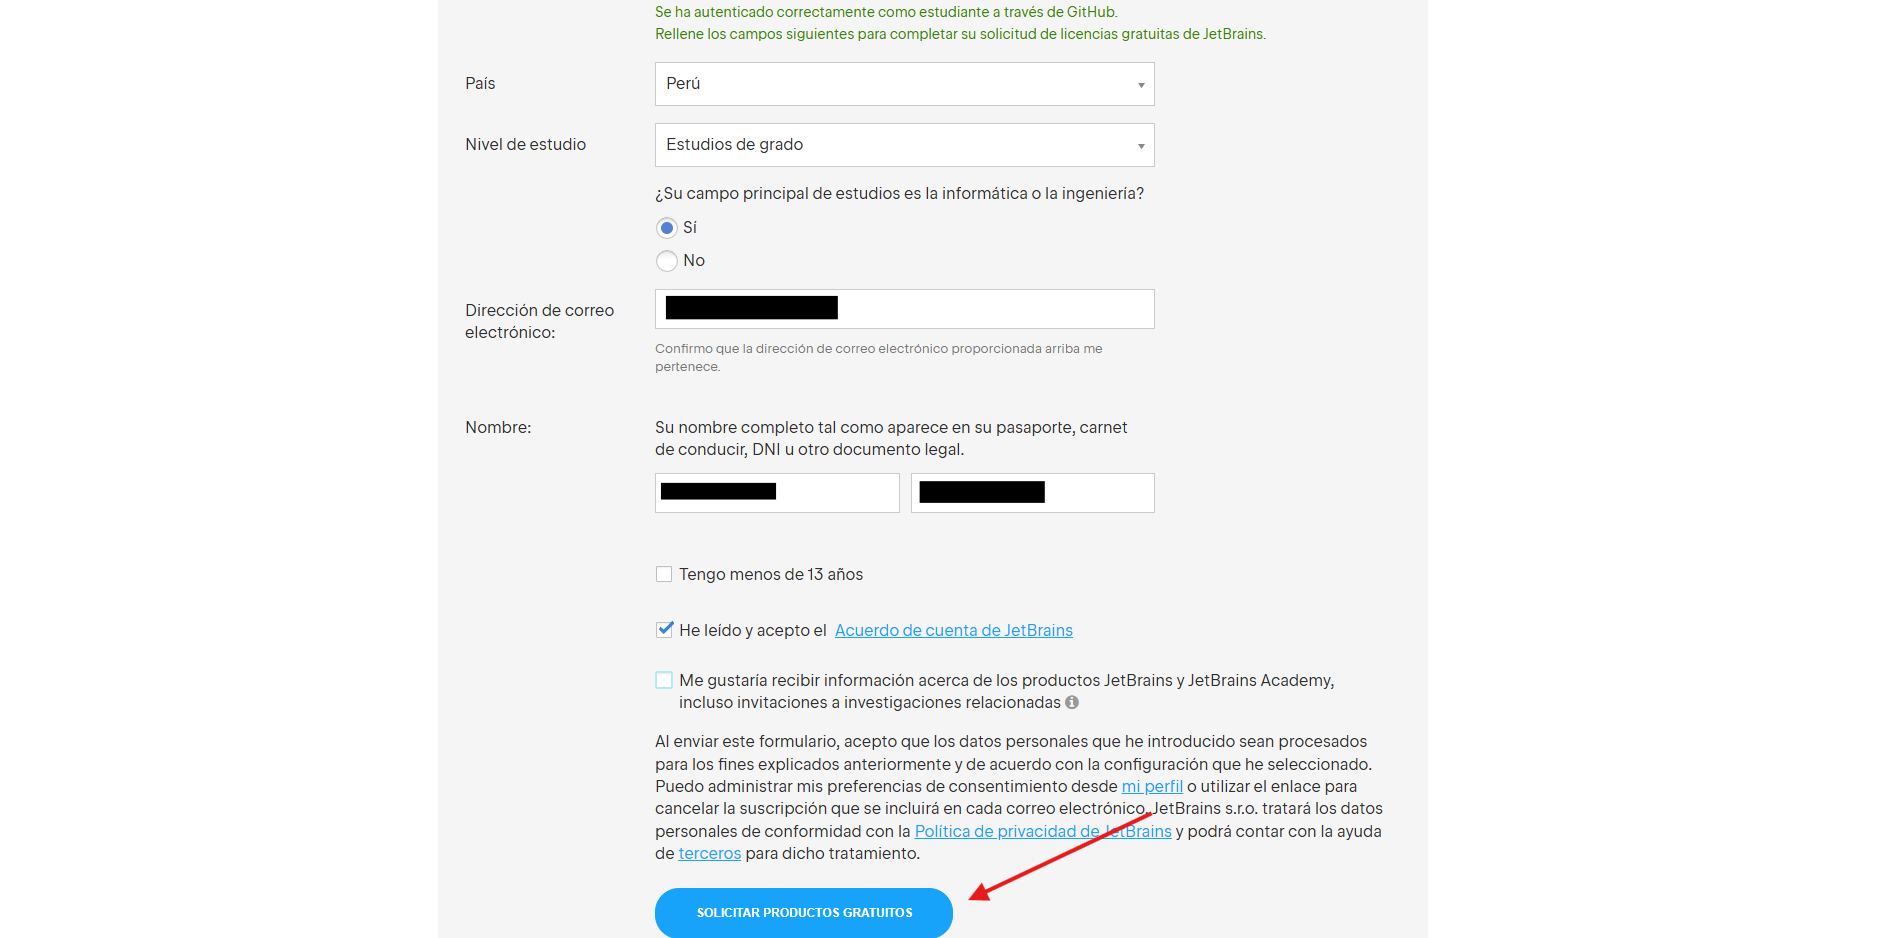 Se ha autenticado correctamente como estudiante a través de GitHub.
Rellene los campos siguientes para completar su solicitud de licencias gratuitas de JetBrains.
País
Perú
Nivel de estudio
Estudios de grado
¿Su campo principal de estudios es la informática o la ingeniería?
Sí
No
Dirección de correo
electrónico:
Confirmo que la dirección de correo electrónico proporcionada arriba me
pertenece.
Nombre:
Su nombre completo tal como aparece en su pasaporte, carnet
de conducir, DNI u otro documento legal.
Tengo menos de 13 años
He leído y acepto el Acuerdo de cuenta de JetBrains
Me gustaría recibir información acerca de los productos JetBrains y JetBrains Academy,
incluso invitaciones a investigaciones relacionadas
Al enviar este formulario, acepto que los datos personales que he introducido sean procesados
para los fines explicados anteriormente y de acuerdo con la configuración que he seleccionado.
Puedo administrar mis preferencias de consentimiento desde mi perfil o utilizar el enlace para
cancelar la suscripción que se incluirá en cada correo electrónico. JetBrains s.r.o. tratará los datos
personales de conformidad con la Política de privacidad de JetBrains y podrá contar con la ayuda
de terceros para dicho tratamiento.
SOLICITAR PRODUCTOS GRATUITOS